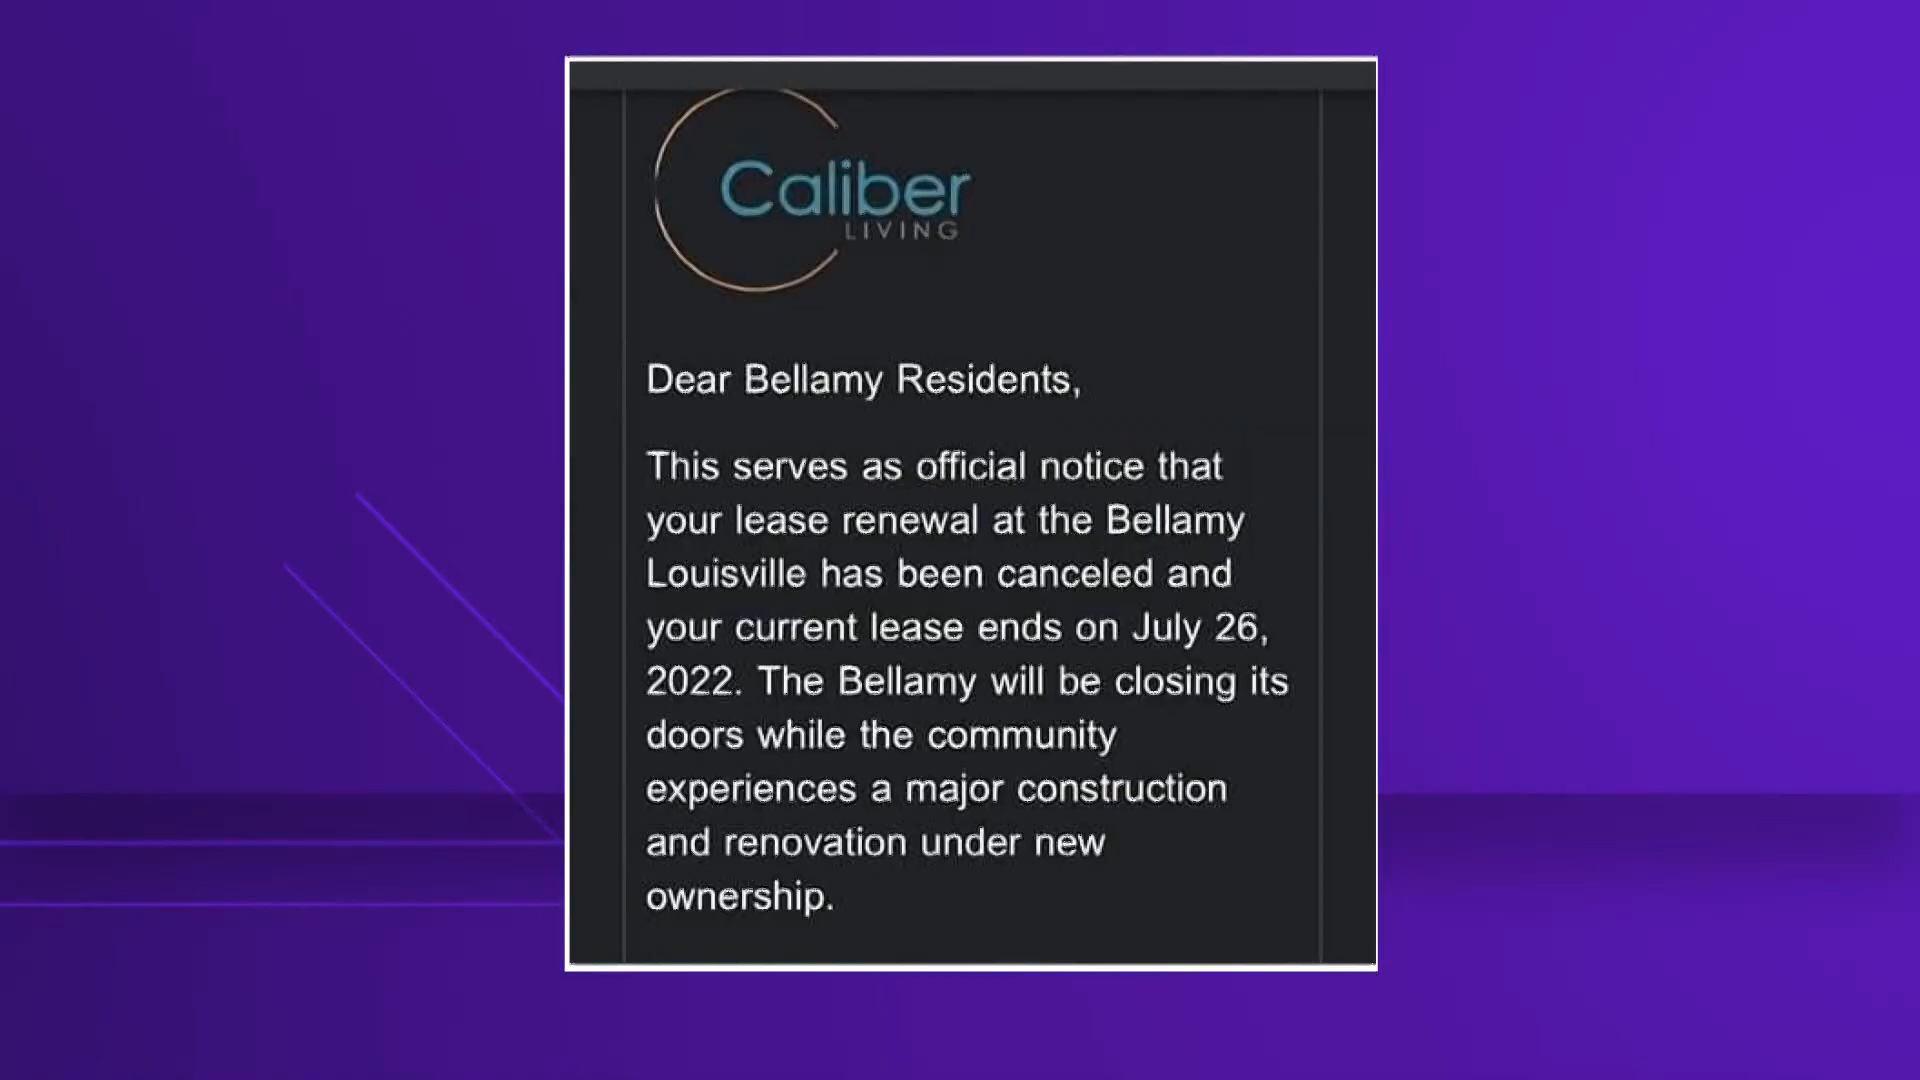 Caliber
LIVING
Dear Bellamy Residents,
This serves as official notice that
your lease renewal at the Bellamy
Louisville has been canceled and
your current lease ends on July 26,
2022. The Bellamy will be closing its
doors while the community
experiences a major construction
and renovation under new
ownership.